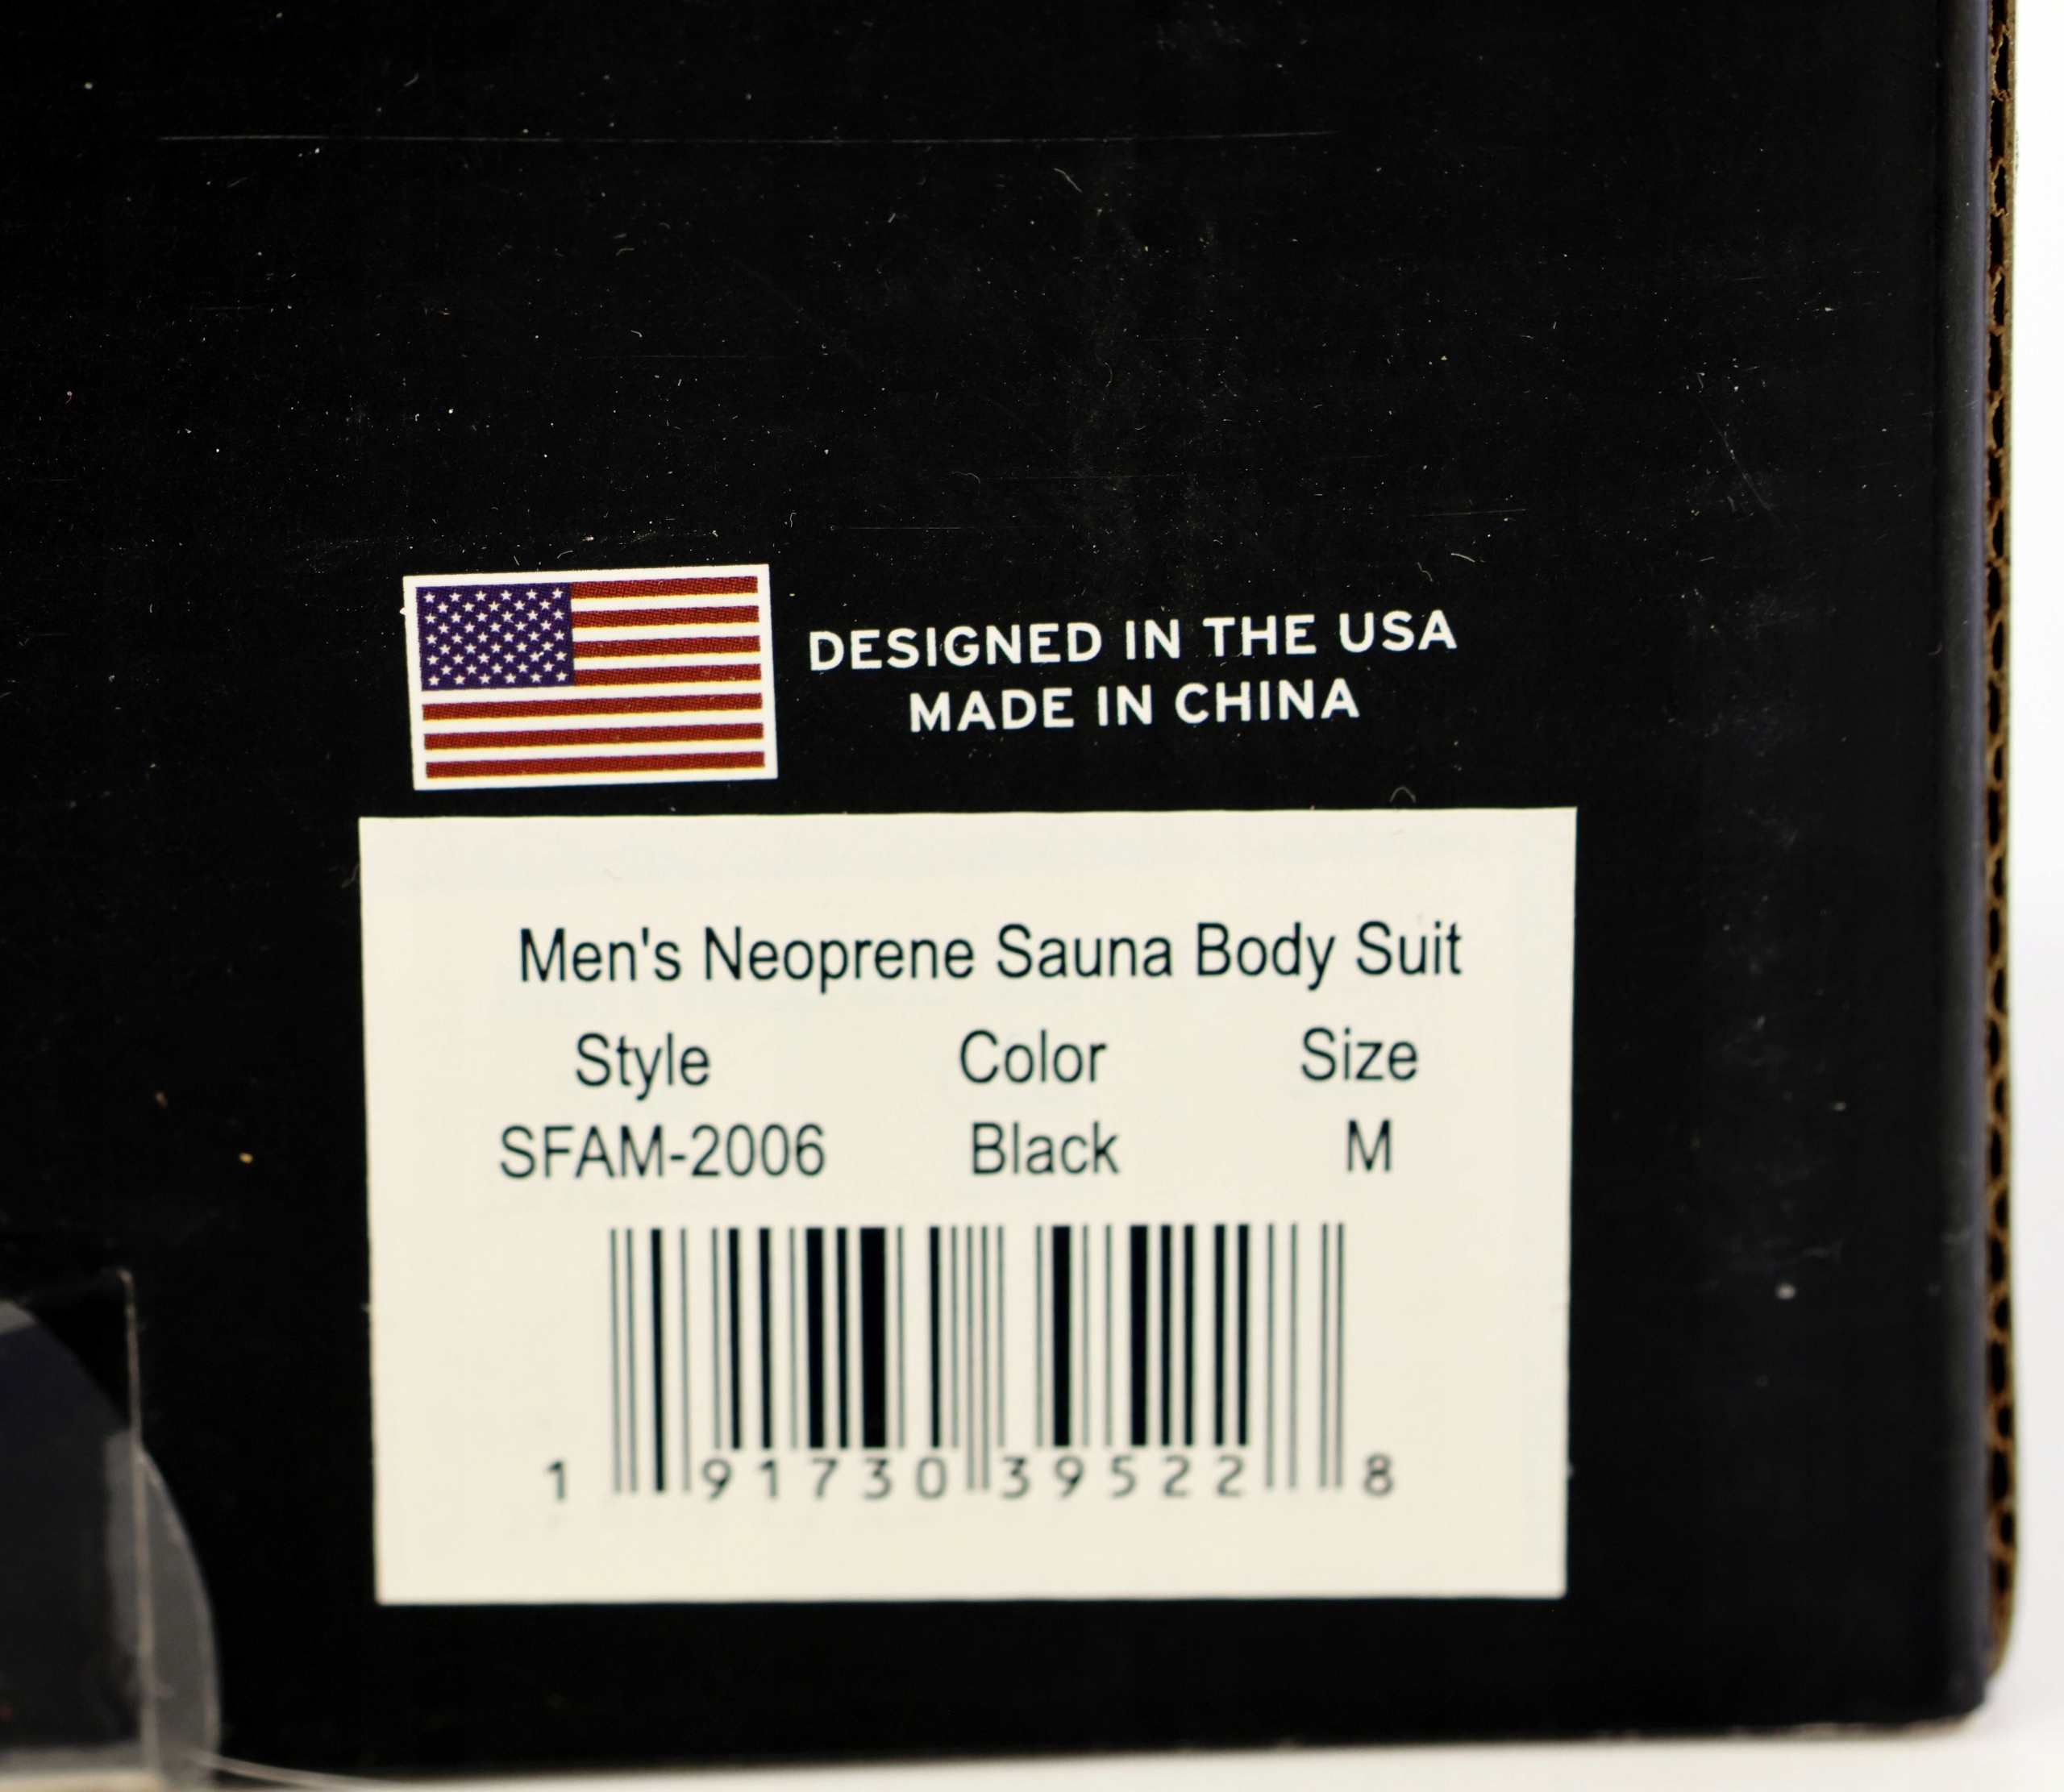 DESIGNED IN THE USA
MADE IN CHINA
Men's Neoprene Sauna Body Suit
Style Color Size
SFAM-2006 Black M
1 91730 39522 8